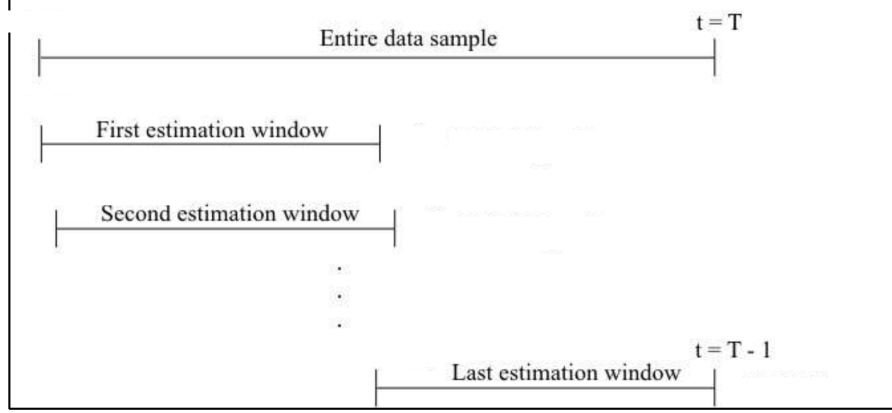 t = T
Entire data sample
First estimation window
Second estimation window
t = T - 1
Last estimation window